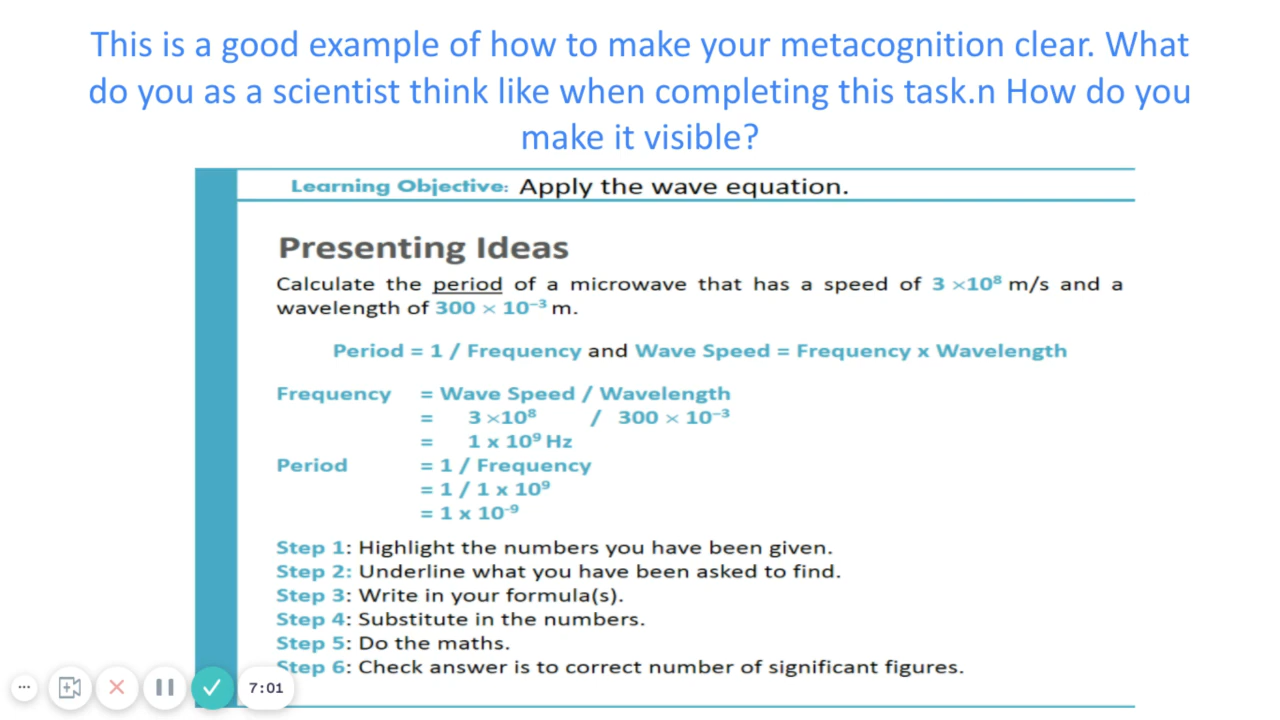 This is a good example of how to make your metacognition clear. What
do you as a scientist think like when completing this task.n How do you
make it visible?
Learning Objective: Apply the wave equation.
Presenting Ideas
Calculate the period of a microwave that has a speed of 3 ×10⁸ m/s and a
wavelength of 300 × 10⁻³ m.
Period = 1 / Frequency and Wave Speed = Frequency x Wavelength
Frequency = Wave Speed / Wavelength
= 3 ×10⁸ / 300 × 10⁻³
= 1 x 10⁹ Hz
Period = 1 / Frequency
= 1 / 1 x 10⁹
= 1 x 10⁻⁹
Step 1: Highlight the numbers you have been given.
Step 2: Underline what you have been asked to find.
Step 3: Write in your formula(s).
Step 4: Substitute in the numbers.
Step 5: Do the maths.
Step 6: Check answer is to correct number of significant figures.
7:01